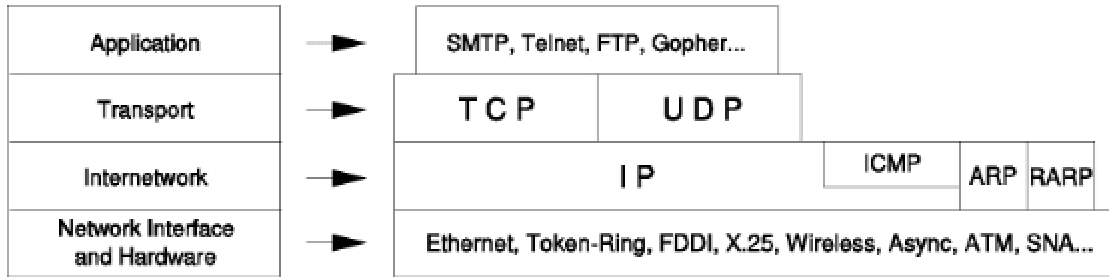 Application
SMTP, Telnet, FTP, Gopher...
Transport
TCP
UDP
Internetwork
IP
ICMP
ARP
RARP
Network Interface
and Hardware
Ethernet, Token-Ring, FDDI, X.25, Wireless, Async, ATM, SNA...